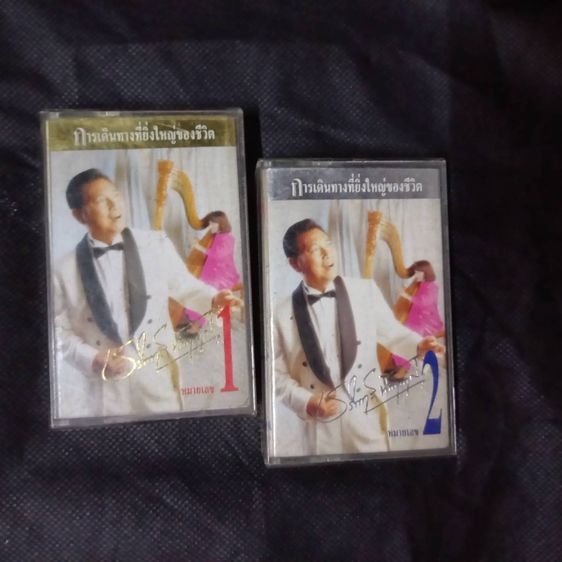 การเดินทางที่ยิ่งใหญ่ของชีวิต
หมายเลข 1
การเดินทางที่ยิ่งใหญ่ของชีวิต
หมายเลข 2